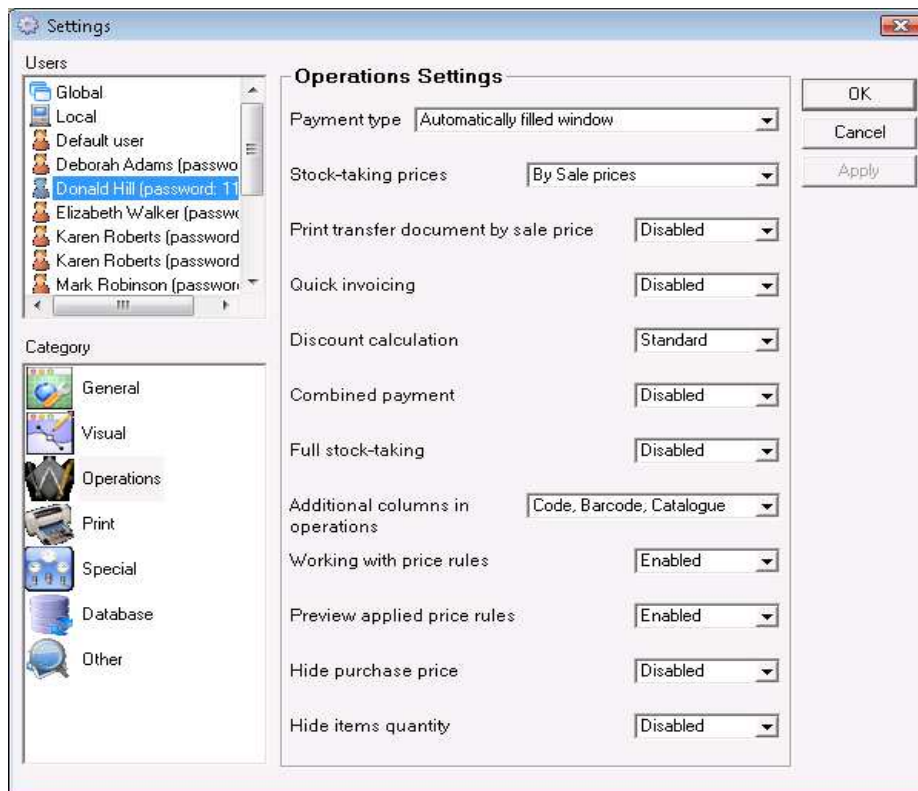 Settings
Users
Global
Local
Default user
Deborah Adams (passwo
Donald Hill (password: 11
Elizabeth Walker (passwo
Karen Roberts (password
Karen Roberts (password
Mark Robinson (passwor
Category
General
Visual
Operations
Print
Special
Database
Other
Operations Settings
Payment type Automatically filled window
Stock-taking prices By Sale prices
Print transfer document by sale price Disabled
Quick invoicing Disabled
Discount calculation Standard
Combined payment Disabled
Full stock-taking Disabled
Additional columns in Code, Barcode, Catalogue
operations
Working with price rules Enabled
Preview applied price rules Enabled
Hide purchase price Disabled
Hide items quantity Disabled
OK
Cancel
Apply